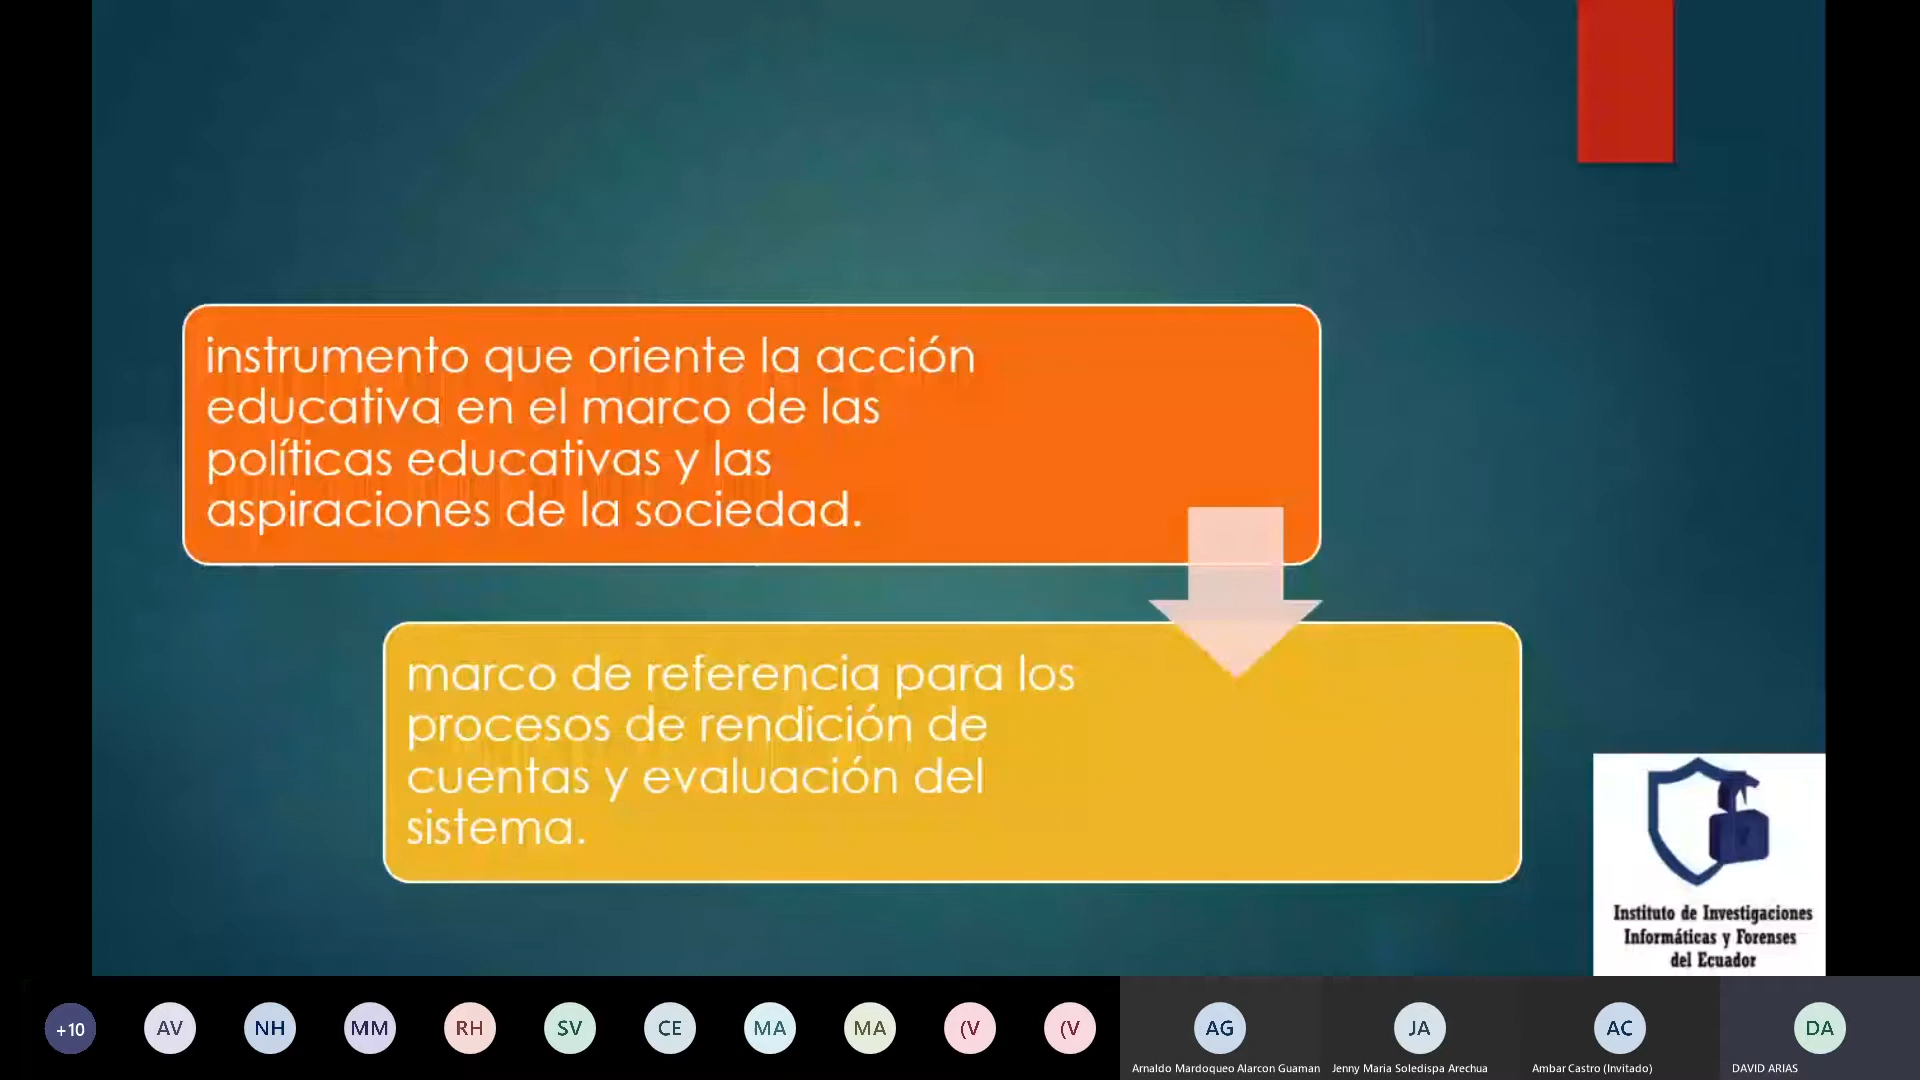 instrumento que oriente la acción
educativa en el marco de las
políticas educativas y las
aspiraciones de la sociedad.
marco de referencia para los
procesos de rendición de
cuentas y evaluación del
sistema.
Instituto de Investigaciones
Informáticas y Forenses
del Ecuador
+10
AV
NH
MM
RH
SV
CE
MA
MA
(V
(V
AG
JA
AC
DA
Arnaldo Mardoqueo Alarcon Guaman
Jenny Maria Soledispa Arechua
Ambar Castro (Invitado)
DAVID ARIAS